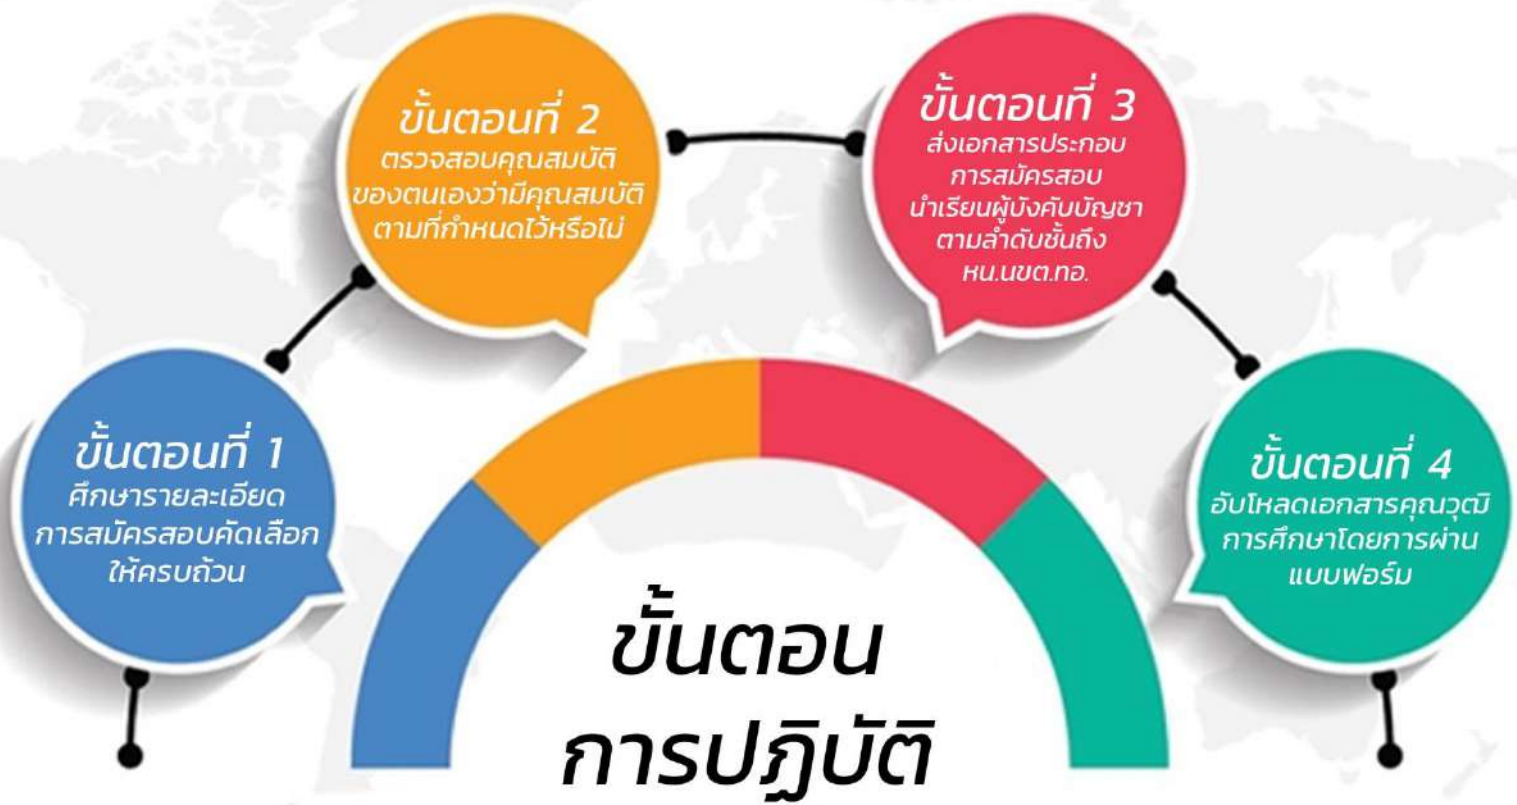 ขั้นตอนที่ 1
ศึกษารายละเอียด
การสมัครสอบคัดเลือก
ให้ครบถ้วน
ขั้นตอนที่ 2
ตรวจสอบคุณสมบัติ
ของตนเองว่ามีคุณสมบัติ
ตามที่กำหนดไว้หรือไม่
ขั้นตอนที่ 3
ส่งเอกสารประกอบ
การสมัครสอบ
นำเรียนผู้บังคับบัญชา
ตามลำดับชั้นถึง
หน.นขต.ทอ.
ขั้นตอนที่ 4
อับโหลดเอกสารคุณวุฒิ
การศึกษาโดยการผ่าน
แบบฟอร์ม
ขั้นตอน
การปฏิบัติ